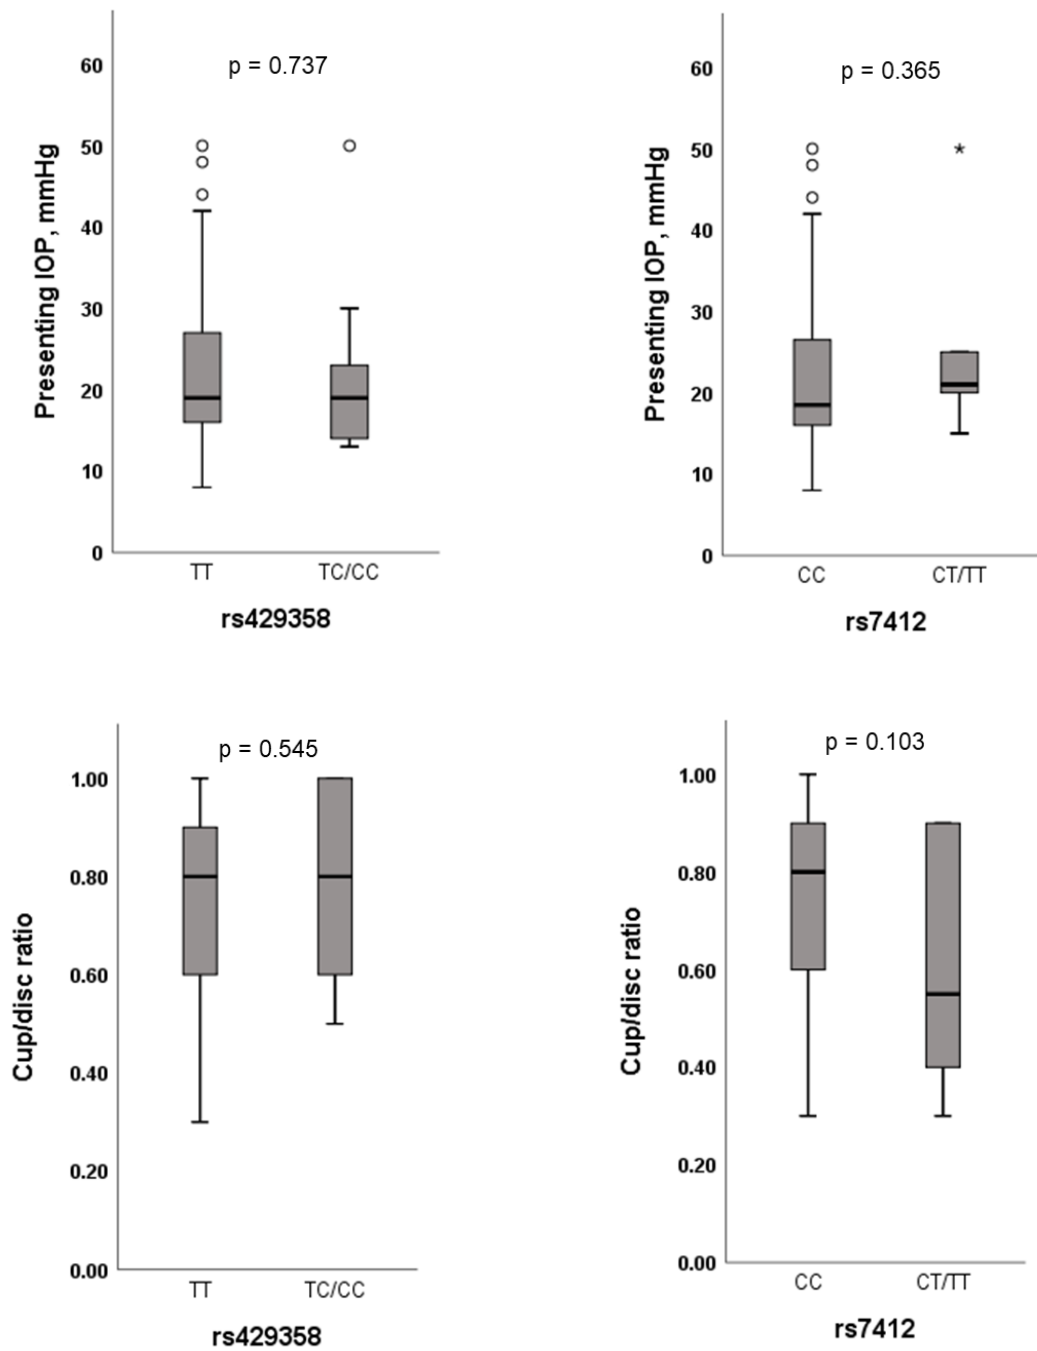 p = 0.737
60
50
40
30
20
10
0
Presenting IOP, mmHg
TT TC/CC
rs429358
p = 0.365
60
50
40
30
20
10
0
Presenting IOP, mmHg
*
CC CT/TT
rs7412
p = 0.545
1.00
0.80
0.60
0.40
0.20
0.00
Cup/disc ratio
TT TC/CC
rs429358
p = 0.103
1.00
0.80
0.60
0.40
0.20
0.00
Cup/disc ratio
CC CT/TT
rs7412